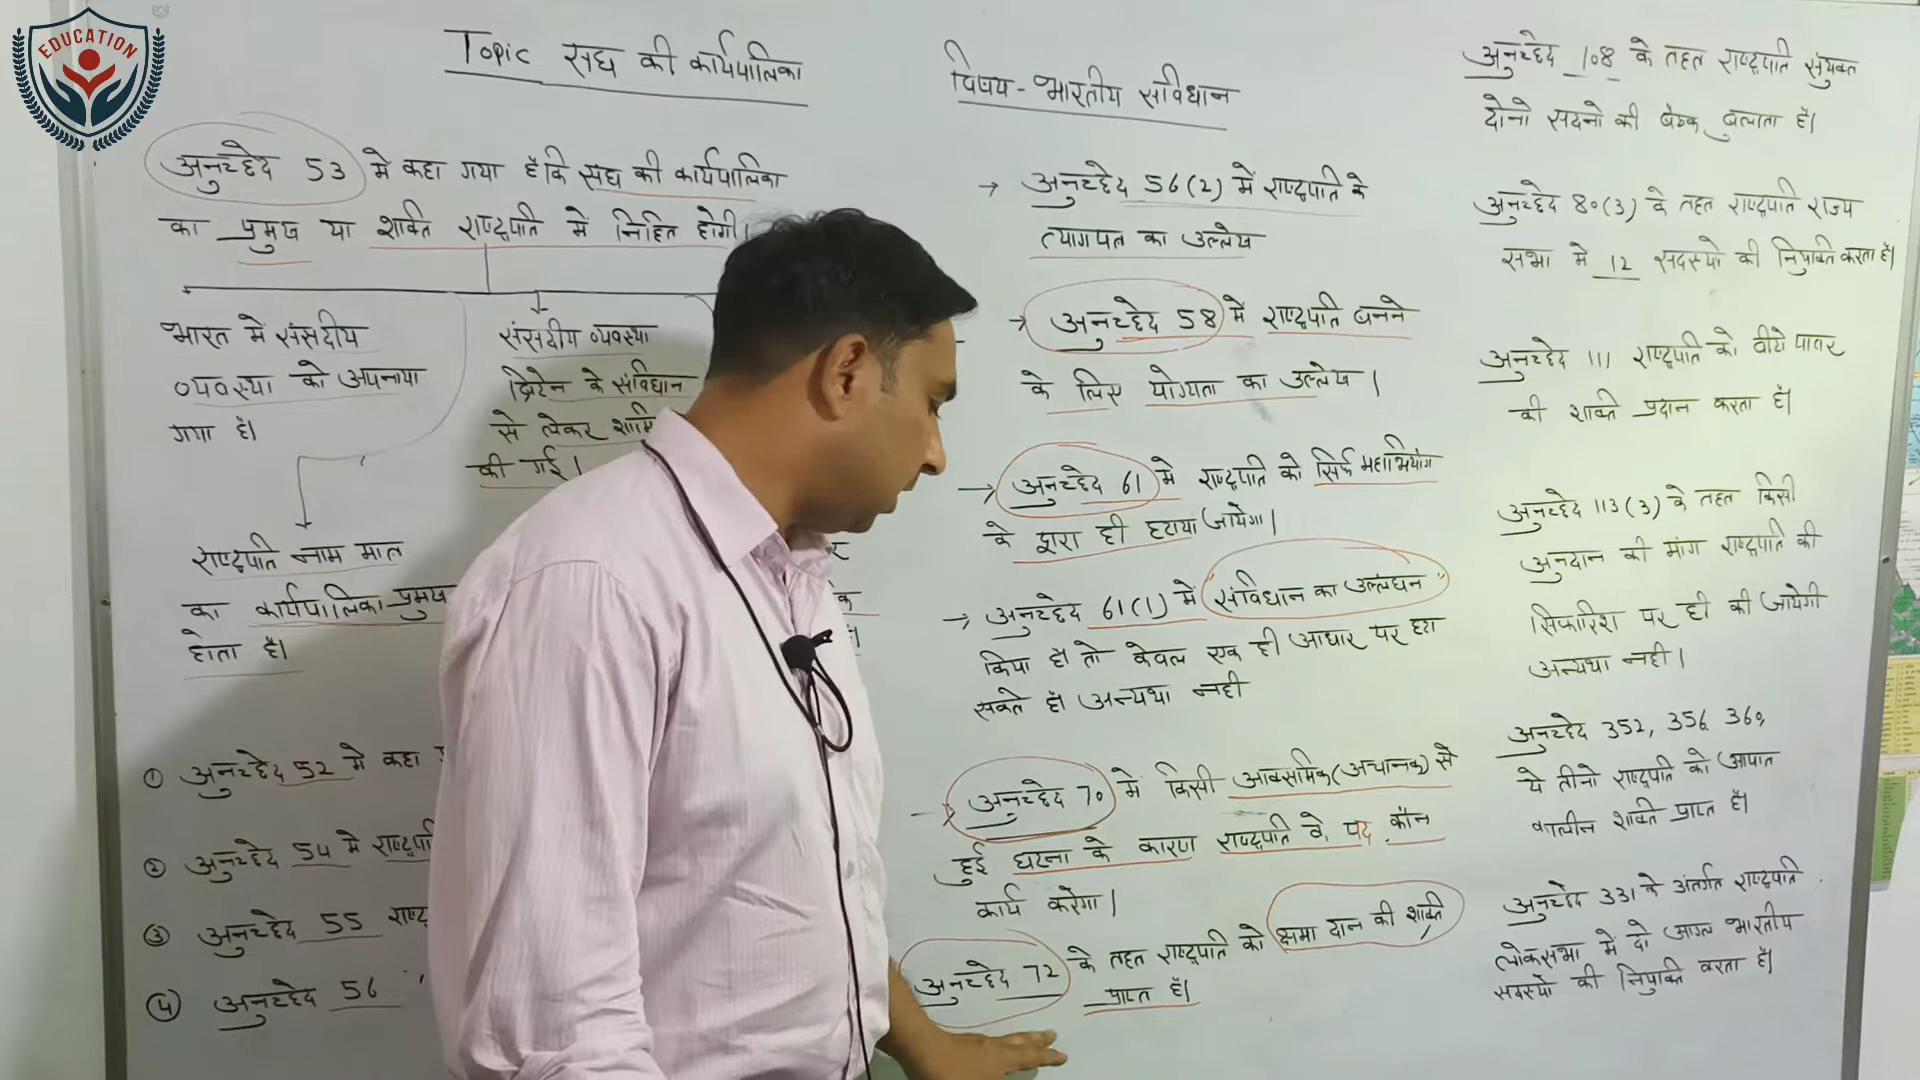 EDUCATION
Topic संघ की कार्यपालिका
विषय - भारतीय संविधान
अनुच्छेद 53 मे कहा गया है कि संघ की कार्यपालिका
का प्रमुख या शक्ति राष्ट्रपति में निहित होगी।
भारत मे संसदीय
व्यवस्था को अपनाया
गया है।
संसदीय व्यवस्था
ब्रिटेन के संविधान
से लेकर शामि
की गई।
राष्ट्रपति नाम मात्र
का कार्यपालिका प्रमुख
होता है।
① अनुच्छेद 52 मे कहा
② अनुच्छेद 54 मे राष्ट्रपति
③ अनुच्छेद 55 राष्ट्र
④ अनुच्छेद 56
→ अनुच्छेद 56(2) में राष्ट्रपति के
त्यागपत्र का उल्लेख
→ अनुच्छेद 58 में राष्ट्रपति बनने
के लिए योग्यता का उल्लेख।
→ अनुच्छेद 61 मे राष्ट्रपति को सिर्फ महाभियोग
के द्वारा ही हटाया जायेगा।
→ अनुच्छेद 61(1) में "संविधान का उल्लंघन"
किया हो तो केवल एक ही आधार पर हटा
सकते है अन्यथा नही
→ अनुच्छेद 70 में किसी आकस्मिक(अचानक) से
हुई घटना के कारण राष्ट्रपति के पद कौन
कार्य करेगा।
अनुच्छेद 72 के तहत राष्ट्रपति को क्षमा दान की शक्ति
प्राप्त है।
अनुच्छेद 108 के तहत राष्ट्रपति संयुक्त
दोनो सदनो की बैठक बुलाता है।
अनुच्छेद 80(3) के तहत राष्ट्रपति राज्य
सभा मे 12 सदस्यो की नियुक्ति करता है।
अनुच्छेद 111 राष्ट्रपति को वीटो पावर
की शक्ति प्रदान करता है।
अनुच्छेद 113(3) के तहत किसी
अनुदान की मांग राष्ट्रपति की
सिफारिश पर ही की जायेगी
अन्यथा नही।
अनुच्छेद 352, 356, 360,
ये तीनो राष्ट्रपति को आपात
कालीन शक्ति प्राप्त है।
अनुच्छेद 331 के अंतर्गत राष्ट्रपति
लोकसभा में दो आंग्ल भारतीय
सदस्यो की नियुक्ति करता है।